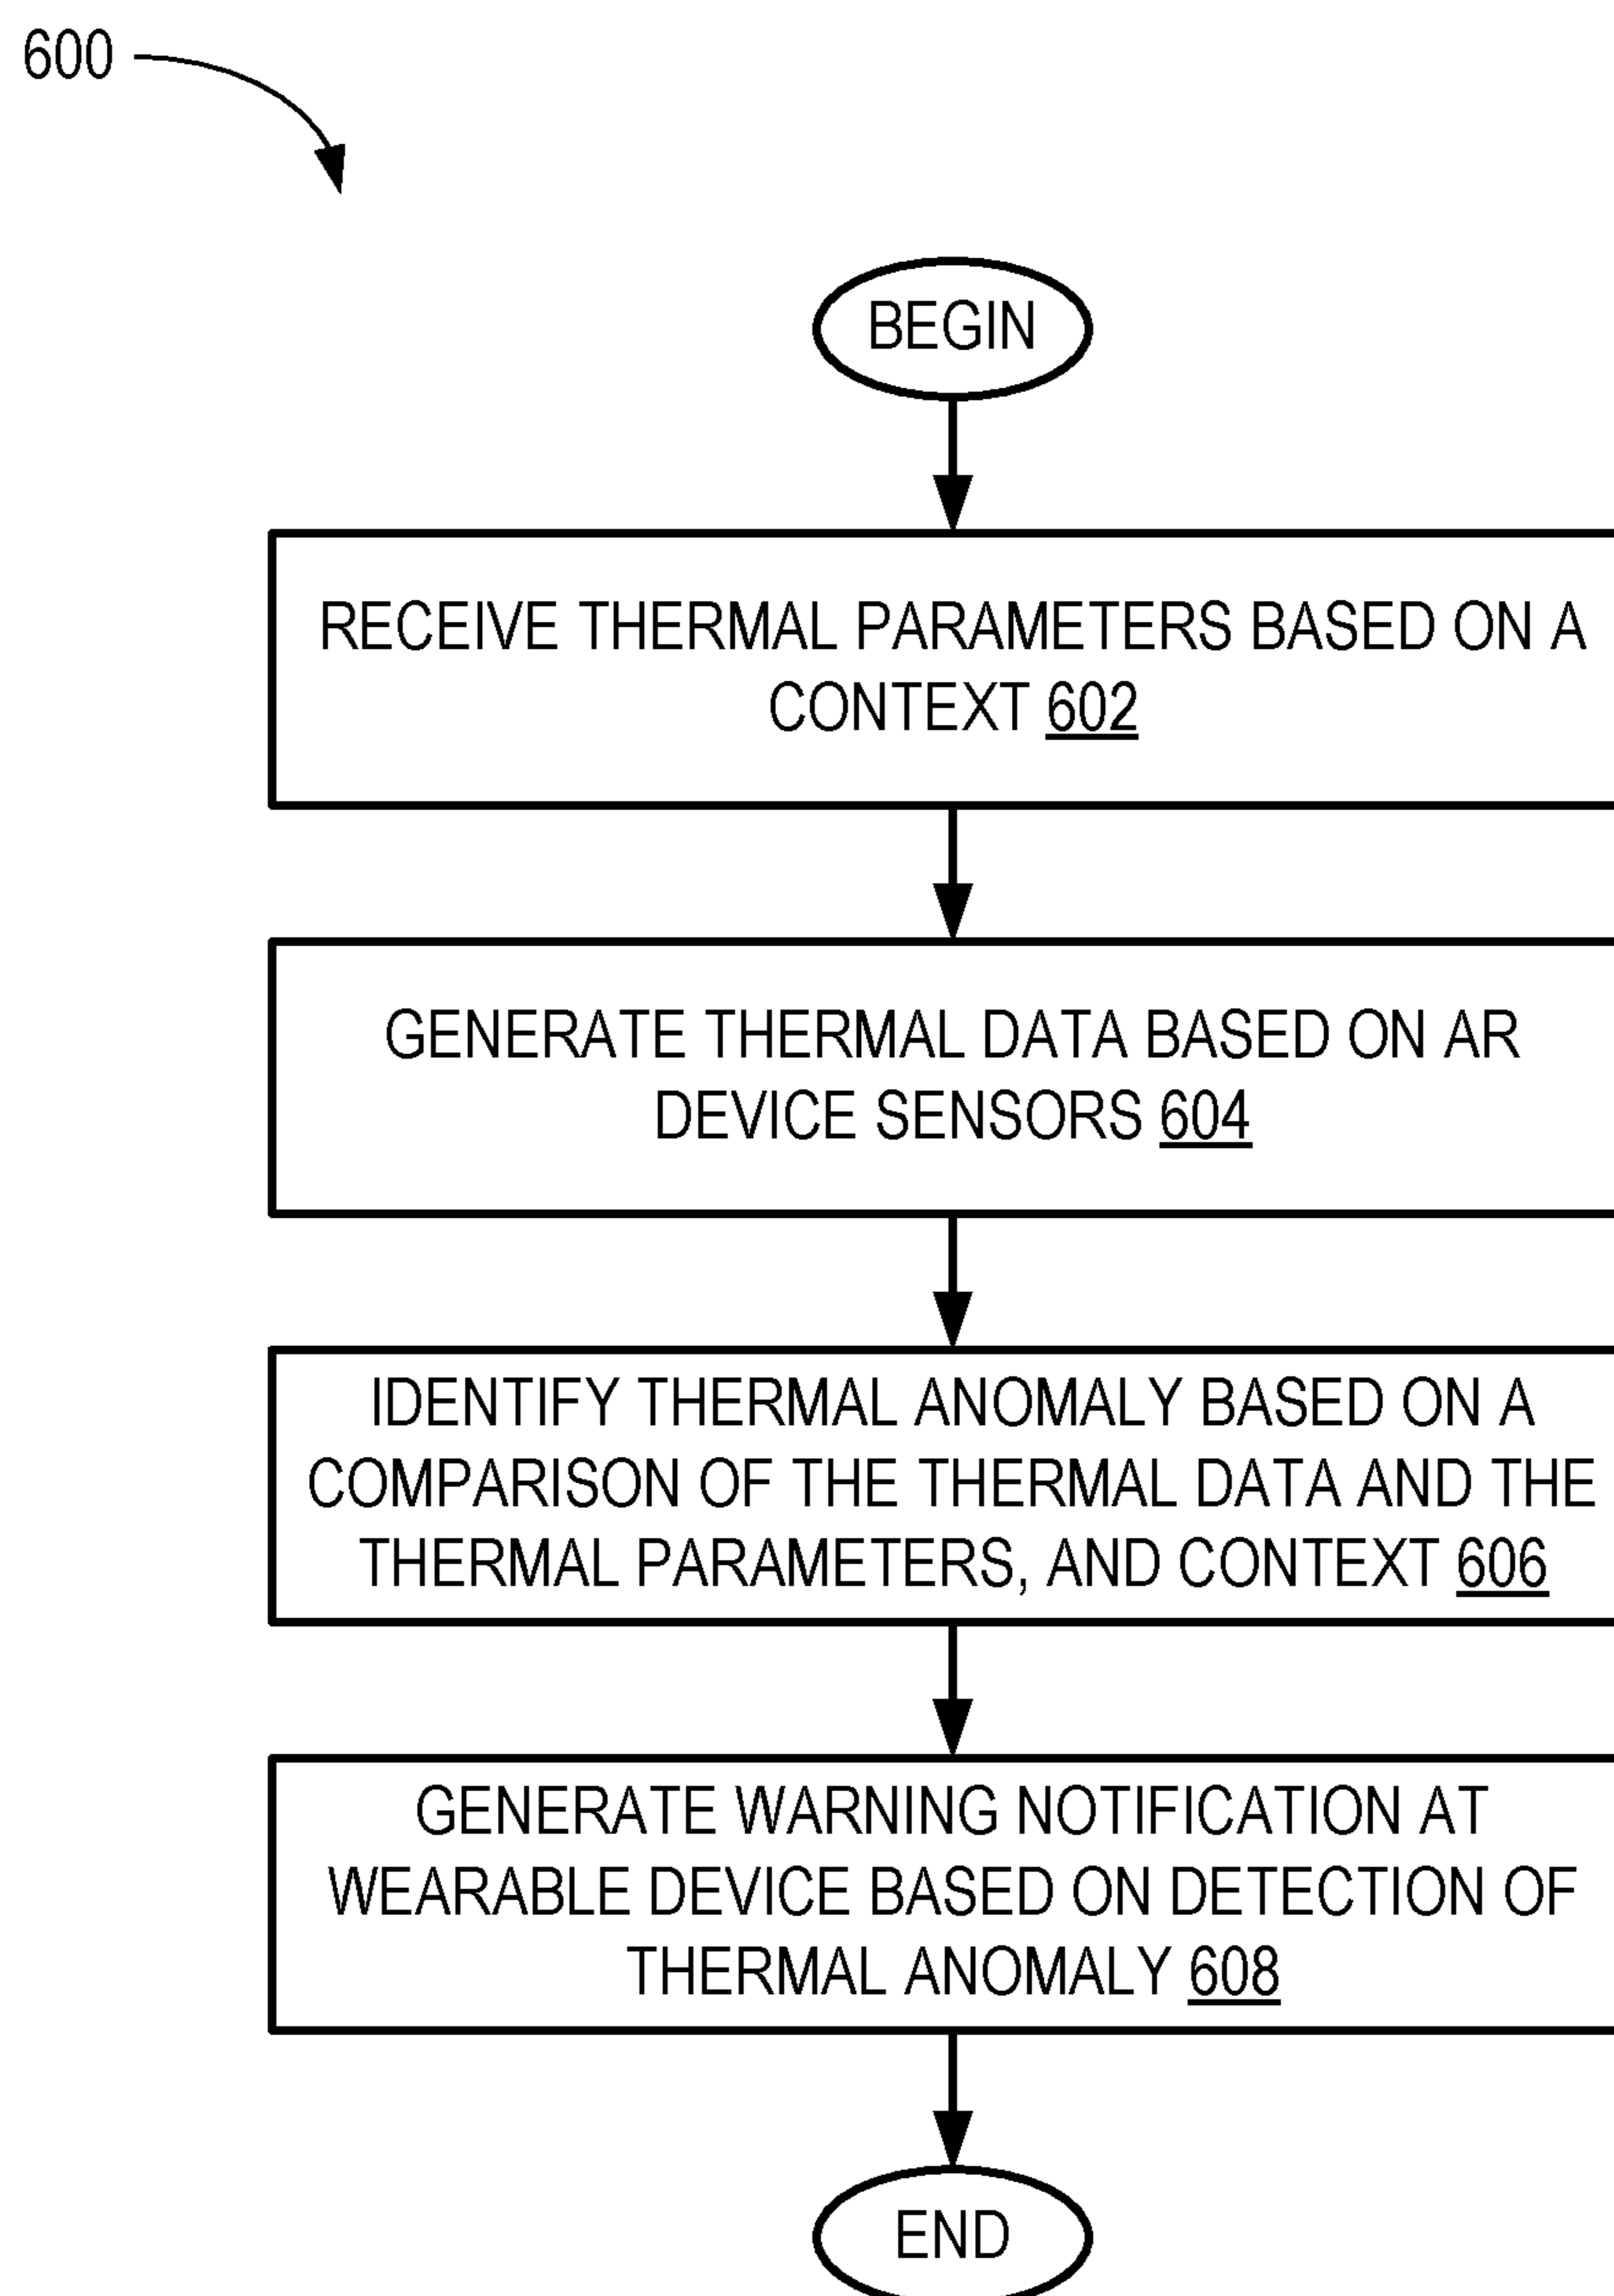 600
BEGIN
RECEIVE THERMAL PARAMETERS BASED ON A
CONTEXT 602
GENERATE THERMAL DATA BASED ON AR
DEVICE SENSORS 604
IDENTIFY THERMAL ANOMALY BASED ON A
COMPARISON OF THE THERMAL DATA AND THE
THERMAL PARAMETERS, AND CONTEXT 606
GENERATE WARNING NOTIFICATION AT
WEARABLE DEVICE BASED ON DETECTION OF
THERMAL ANOMALY 608
END